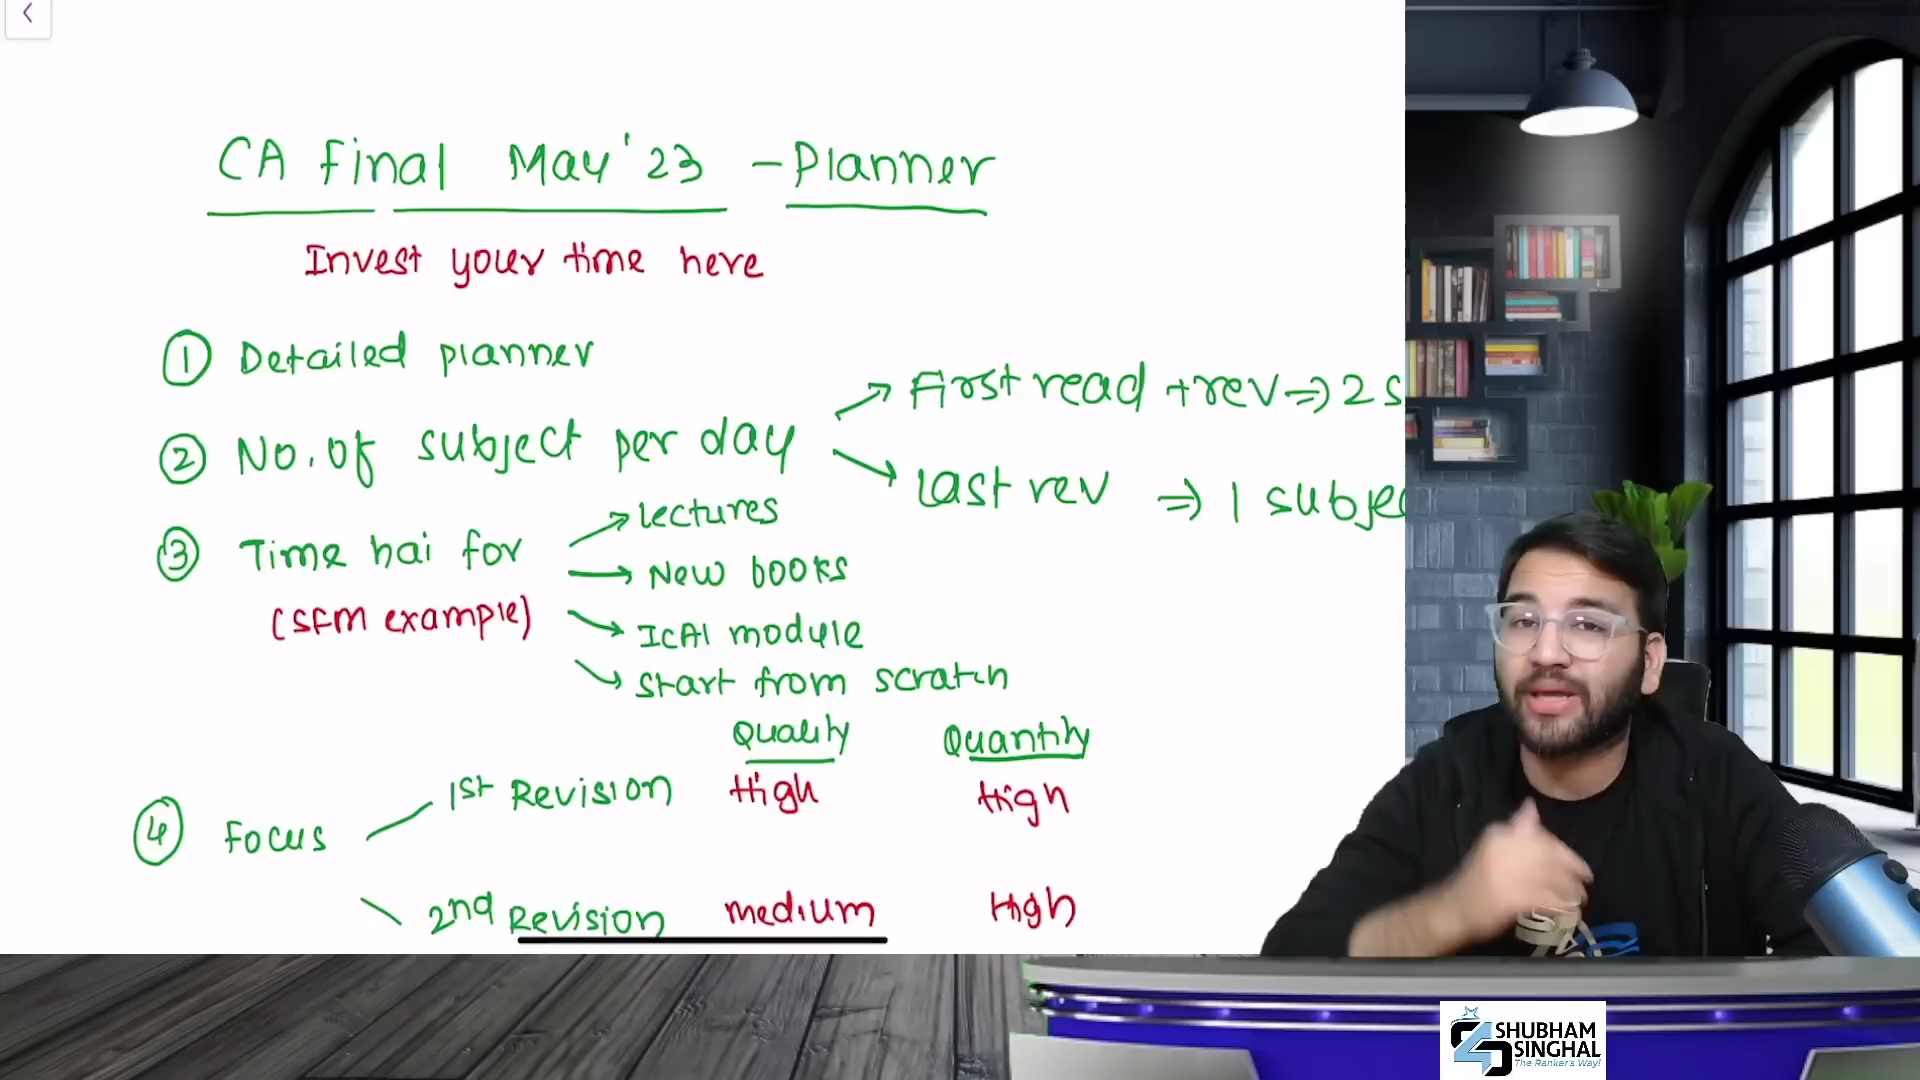 CA Final May'23 - Planner
Invest your time here
① Detailed planner
② No. of subject per day
First read + rev ⇒ 2 S
Last rev ⇒ 1 subjec
③ Time hai for
(SFM example)
Lectures
New books
ICAI module
Start from scratch
Quality Quantity
④ Focus
1st Revision High High
2nd Revision medium High
SHUBHAM
SINGHAL
The Ranker's Way!